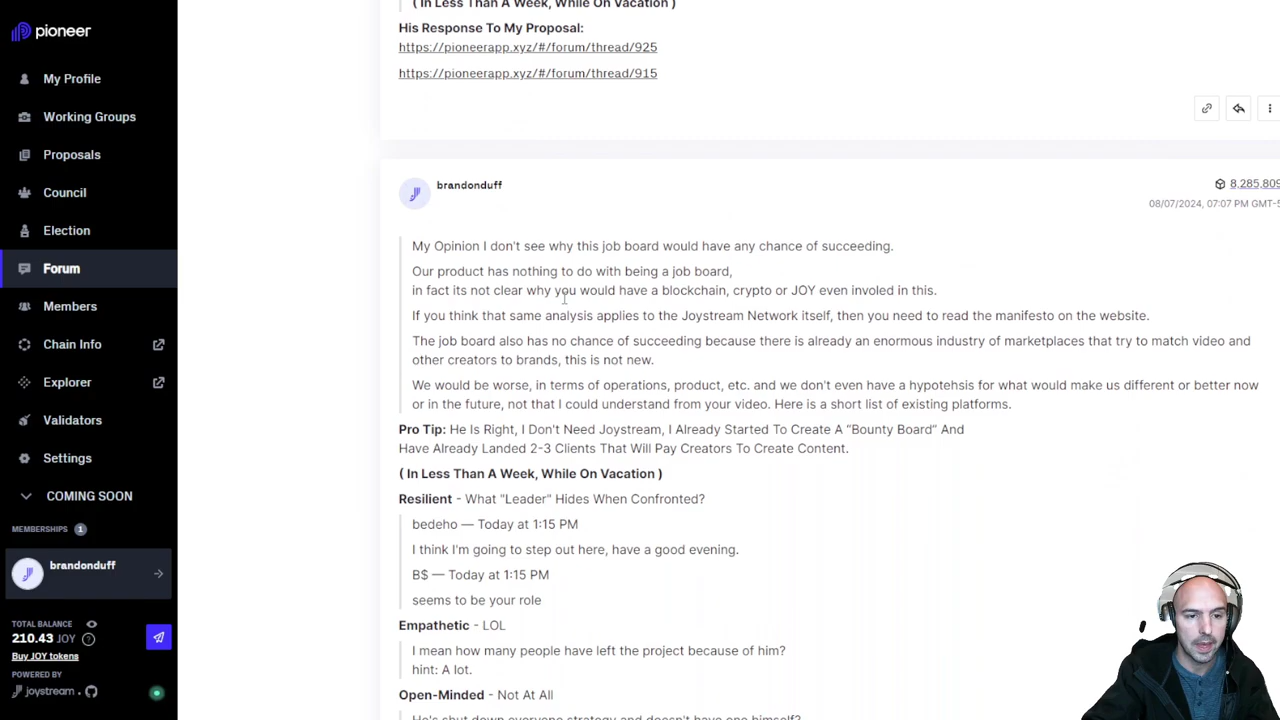 pioneer
My Profile
Working Groups
Proposals
Council
Election
Forum
Members
Chain Info
Explorer
Validators
Settings
COMING SOON
MEMBERSHIPS 1
brandonduff
TOTAL BALANCE
210.43 JOY ?
Buy JOY tokens
POWERED BY
joystream
( In Less Than A Week, While On Vacation )
His Response To My Proposal:
https://pioneerapp.xyz/#/forum/thread/925
https://pioneerapp.xyz/#/forum/thread/915
brandonduff
8,285,809
08/07/2024, 07:07 PM GMT-5
My Opinion I don't see why this job board would have any chance of succeeding.
Our product has nothing to do with being a job board,
in fact its not clear why you would have a blockchain, crypto or JOY even involed in this.
If you think that same analysis applies to the Joystream Network itself, then you need to read the manifesto on the website.
The job board also has no chance of succeeding because there is already an enormous industry of marketplaces that try to match video and
other creators to brands, this is not new.
We would be worse, in terms of operations, product, etc. and we don't even have a hypotehsis for what would make us different or better now
or in the future, not that I could understand from your video. Here is a short list of existing platforms.
Pro Tip: He Is Right, I Don't Need Joystream, I Already Started To Create A “Bounty Board” And
Have Already Landed 2-3 Clients That Will Pay Creators To Create Content.
( In Less Than A Week, While On Vacation )
Resilient - What "Leader" Hides When Confronted?
bedeho — Today at 1:15 PM
I think I'm going to step out here, have a good evening.
B$ — Today at 1:15 PM
seems to be your role
Empathetic - LOL
I mean how many people have left the project because of him?
hint: A lot.
Open-Minded - Not At All
He's shut down everyone strategy and doesn't have one himself?